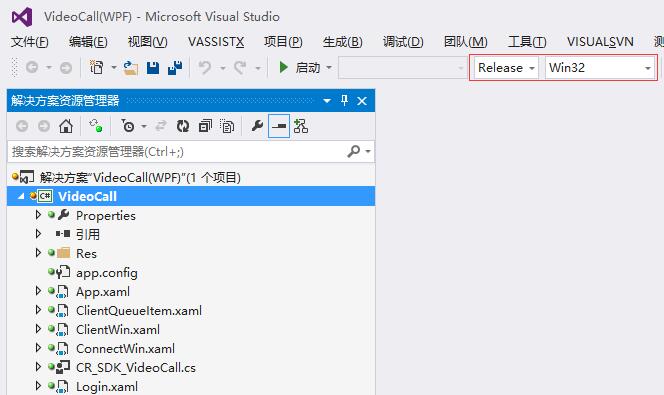 VideoCall(WPF) - Microsoft Visual Studio
文件(F) 编辑(E) 视图(V) VASSISTX 项目(P) 生成(B) 调试(D) 团队(M) 工具(T) VISUALSVN
启动 Release Win32
解决方案资源管理器
搜索解决方案资源管理器(Ctrl+;)
解决方案"VideoCall(WPF)"(1 个项目)
C# VideoCall
Properties
引用
Res
app.config
App.xaml
ClientQueueItem.xaml
ClientWin.xaml
ConnectWin.xaml
CR_SDK_VideoCall.cs
Login.xaml